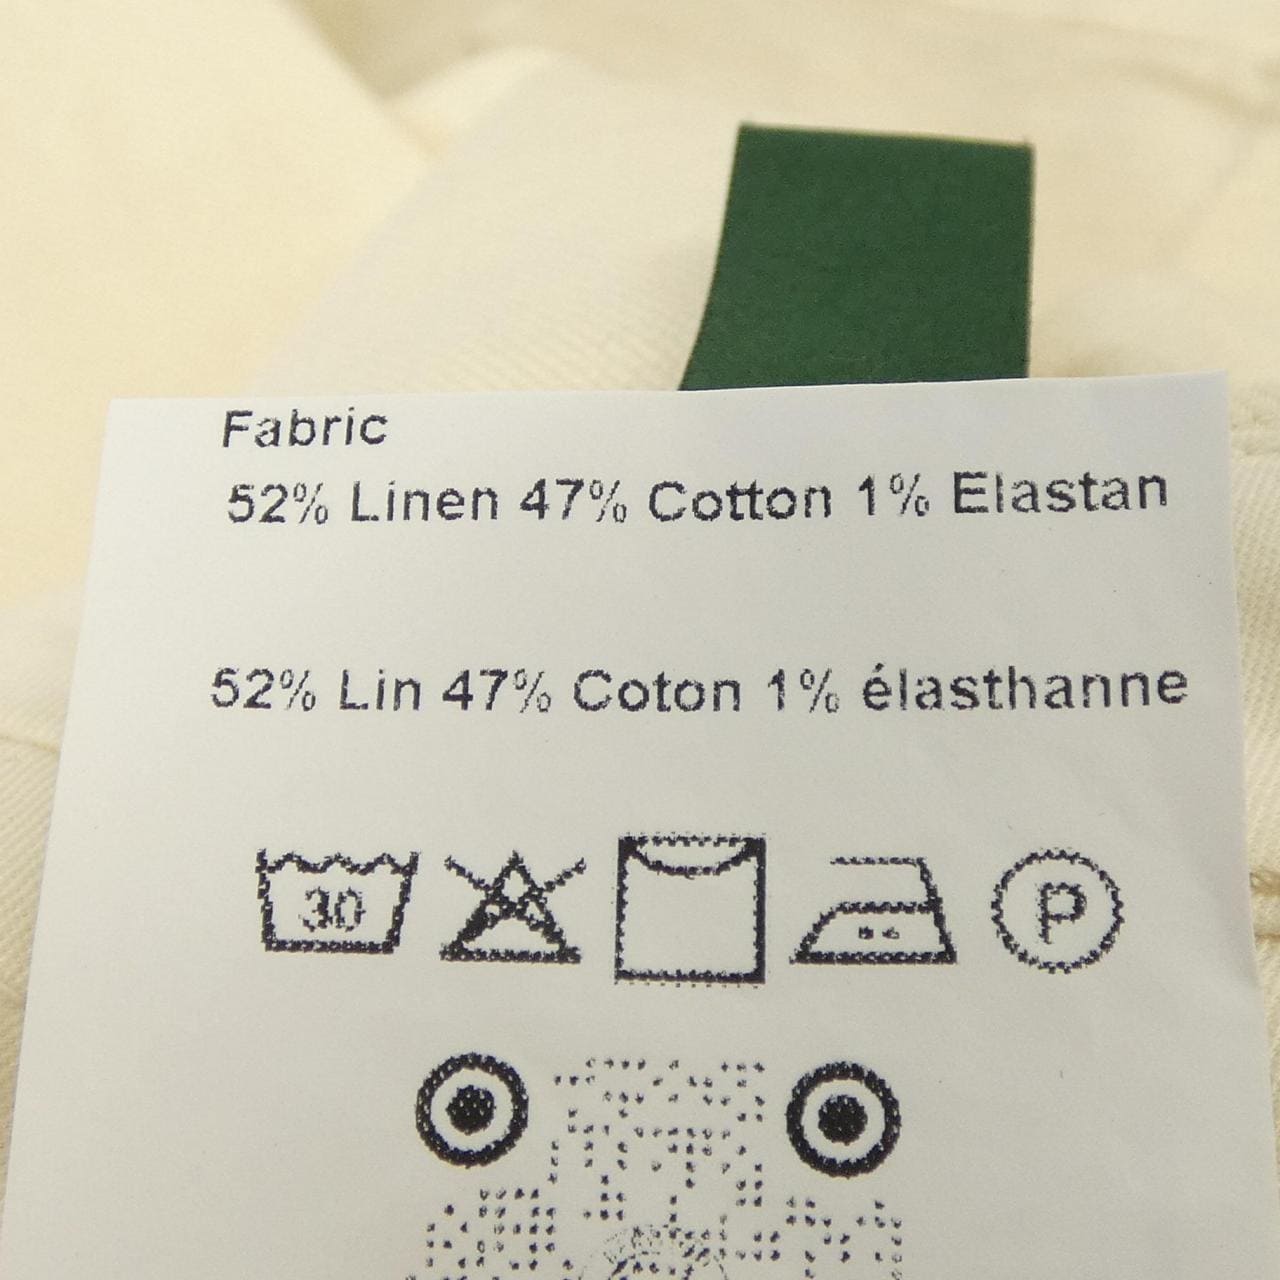 Fabric
52% Linen 47% Cotton 1% Elastan
52% Lin 47% Coton 1% élasthanne
30
P